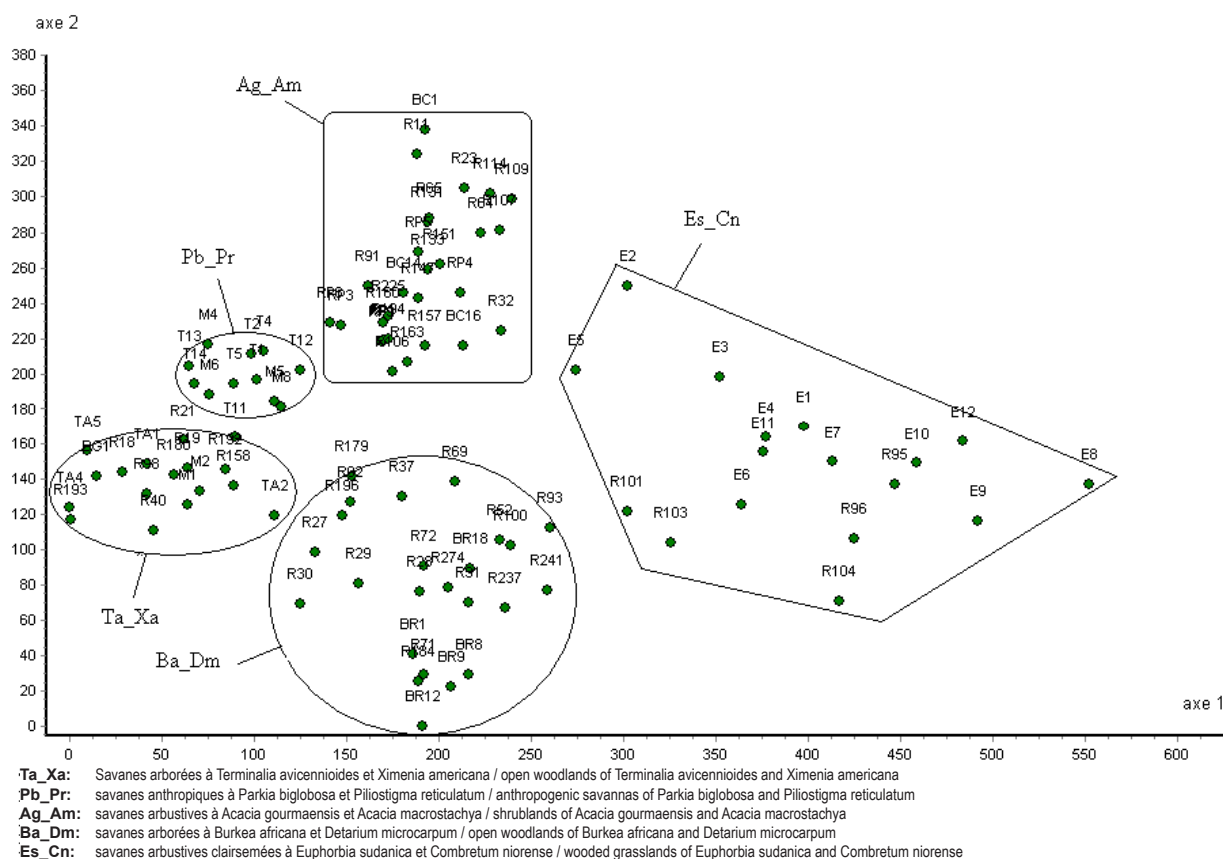 axe 2
380
360
340
320
300
280
260
240
220
200
180
160
140
120
100
80
60
40
20
0
0 50 100 150 200 250 300 350 400 450 500 550 600
axe 1
Ag_Am
BC1
R11
R23
R114
R109
R65
R131
R64
R151
R91
BC14
R147
RP4
RP3
R225
R157
BC16
R32
R163
Pb_Pr
M4
T2
T4
T13
T14
T5
T12
M6
M5
M8
T11
Es_Cn
E2
E5
E3
E1
E4
E11
E7
E12
E10
R95
E8
E6
E9
R101
R103
R96
R104
R21
TA5
R18
TA1
R19
R192
R158
R180
M2
M1
TA4
R193
R40
TA2
Ta_Xa
R179
R69
R37
R196
R93
R27
R100
R72
BR18
R29
R274
R241
R30
R31
R237
BR1
R71
R184
BR8
BR9
BR12
Ba_Dm
Ta_Xa: Savanes arborées à Terminalia avicennioides et Ximenia americana / open woodlands of Terminalia avicennioides and Ximenia americana
Pb_Pr: savanes anthropiques à Parkia biglobosa et Piliostigma reticulatum / anthropogenic savannas of Parkia biglobosa and Piliostigma reticulatum
Ag_Am: savanes arbustives à Acacia gourmaensis et Acacia macrostachya / shrublands of Acacia gourmaensis and Acacia macrostachya
Ba_Dm: savanes arborées à Burkea africana et Detarium microcarpum / open woodlands of Burkea africana and Detarium microcarpum
Es_Cn: savanes arbustives clairsemées à Euphorbia sudanica et Combretum niorense / wooded grasslands of Euphorbia sudanica and Combretum niorense